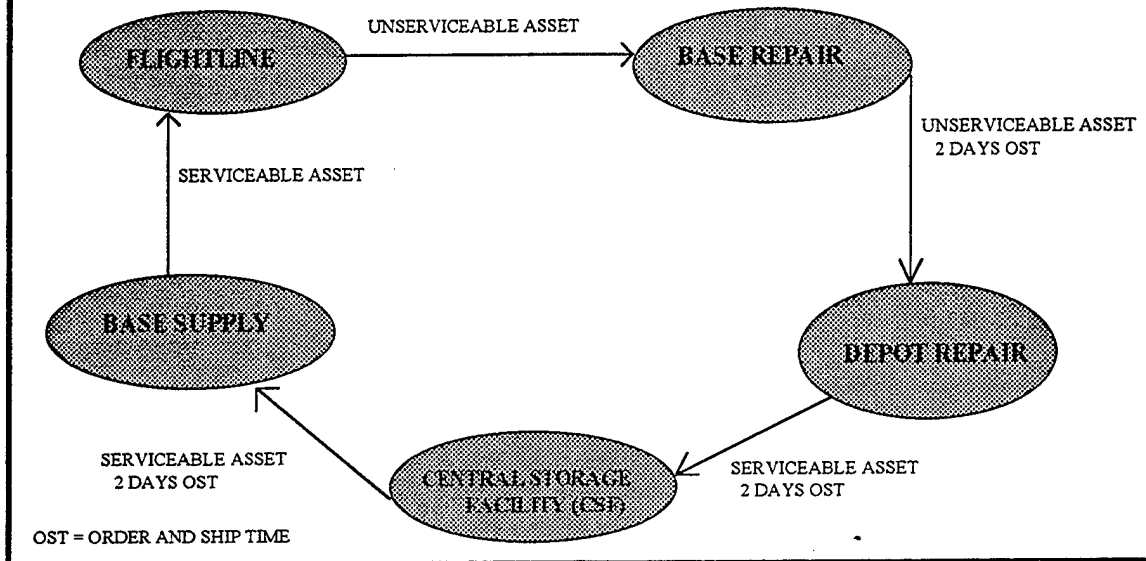 UNSERVICEABLE ASSET
FLIGHTLINE
BASE REPAIR
UNSERVICEABLE ASSET
2 DAYS OST
SERVICEABLE ASSET
BASE SUPPLY
DEPOT REPAIR
SERVICEABLE ASSET
2 DAYS OST
CENTRAL STORAGE
FACILITY (CSF)
SERVICEABLE ASSET
2 DAYS OST
OST = ORDER AND SHIP TIME